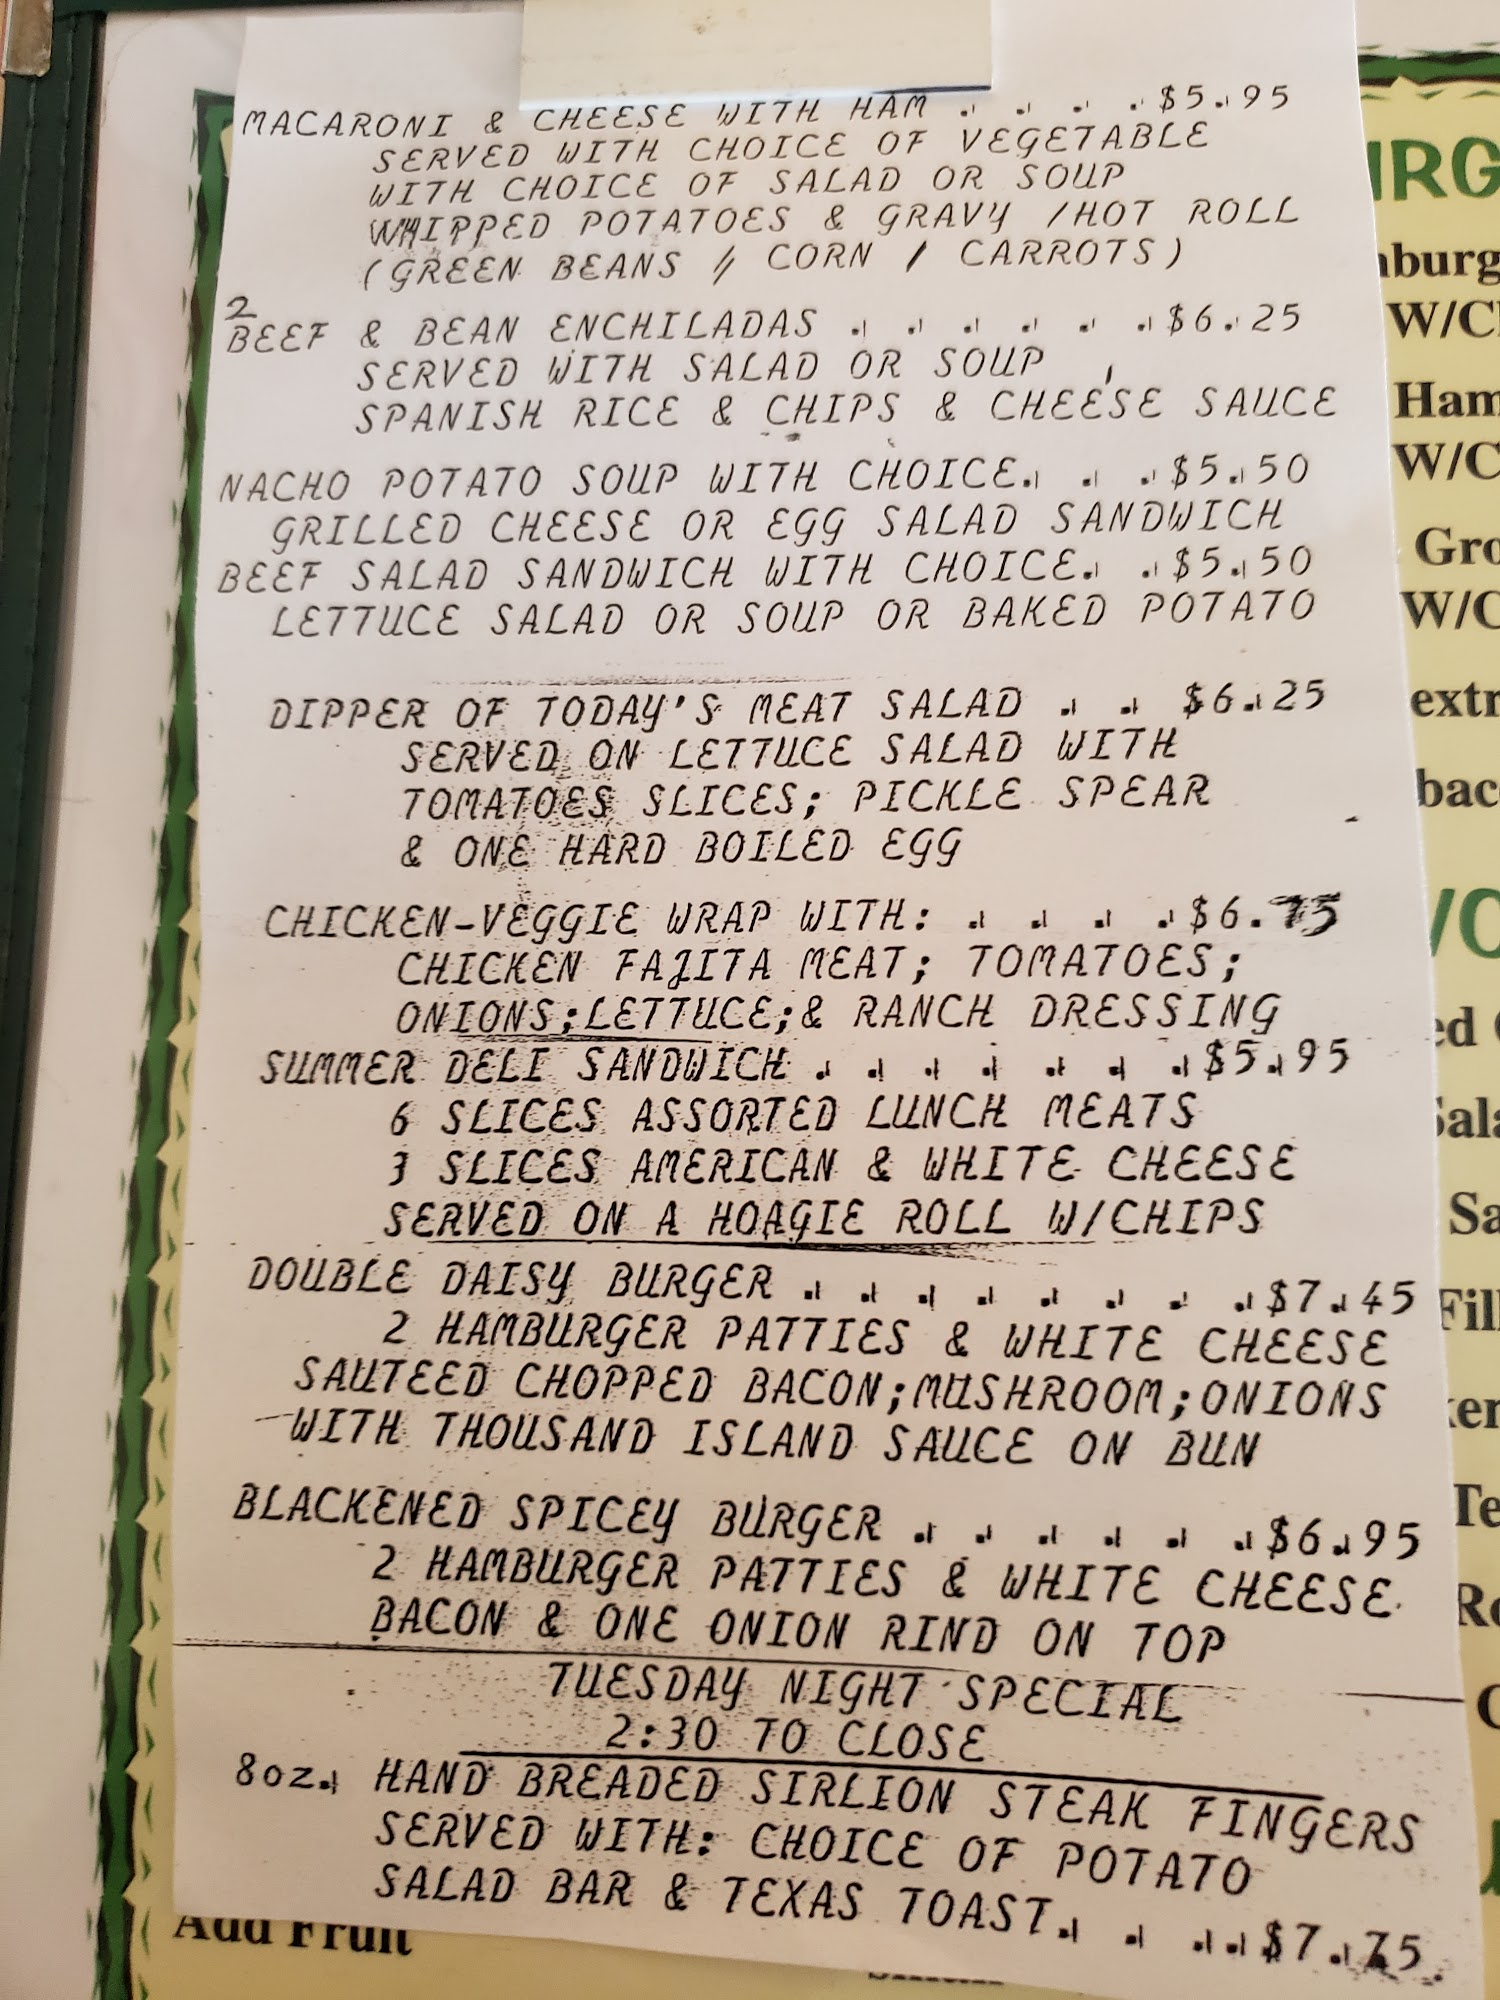 MACARONI & CHEESE WITH HAM . . . . $5.95
SERVED WITH CHOICE OF VEGETABLE
WITH CHOICE OF SALAD OR SOUP
WHIPPED POTATOES & GRAVY /HOT ROLL
(GREEN BEANS / CORN / CARROTS)
2
BEEF & BEAN ENCHILADAS . . . . . . $6.25
SERVED WITH SALAD OR SOUP ,
SPANISH RICE & CHIPS & CHEESE SAUCE
NACHO POTATO SOUP WITH CHOICE. . . $5.50
GRILLED CHEESE OR EGG SALAD SANDWICH
BEEF SALAD SANDWICH WITH CHOICE. . $5.50
LETTUCE SALAD OR SOUP OR BAKED POTATO
DIPPER OF TODAY'S MEAT SALAD . . $6.25
SERVED ON LETTUCE SALAD WITH
TOMATOES SLICES; PICKLE SPEAR
& ONE HARD BOILED EGG
CHICKEN-VEGGIE WRAP WITH: . . . . $6.75
CHICKEN FAJITA MEAT; TOMATOES;
ONIONS;LETTUCE;& RANCH DRESSING
SUMMER DELI SANDWICH . . . . . . . $5.95
6 SLICES ASSORTED LUNCH MEATS
3 SLICES AMERICAN & WHITE CHEESE
SERVED ON A HOAGIE ROLL W/CHIPS
DOUBLE DAISY BURGER . . . . . . . . $7.45
2 HAMBURGER PATTIES & WHITE CHEESE
SAUTEED CHOPPED BACON;MUSHROOM;ONIONS
WITH THOUSAND ISLAND SAUCE ON BUN
BLACKENED SPICEY BURGER . . . . . . $6.95
2 HAMBURGER PATTIES & WHITE CHEESE
BACON & ONE ONION RIND ON TOP
TUESDAY NIGHT SPECIAL
2:30 TO CLOSE
8oz. HAND BREADED SIRLION STEAK FINGERS
SERVED WITH: CHOICE OF POTATO
SALAD BAR & TEXAS TOAST. . . . $7.75
Add Fruit